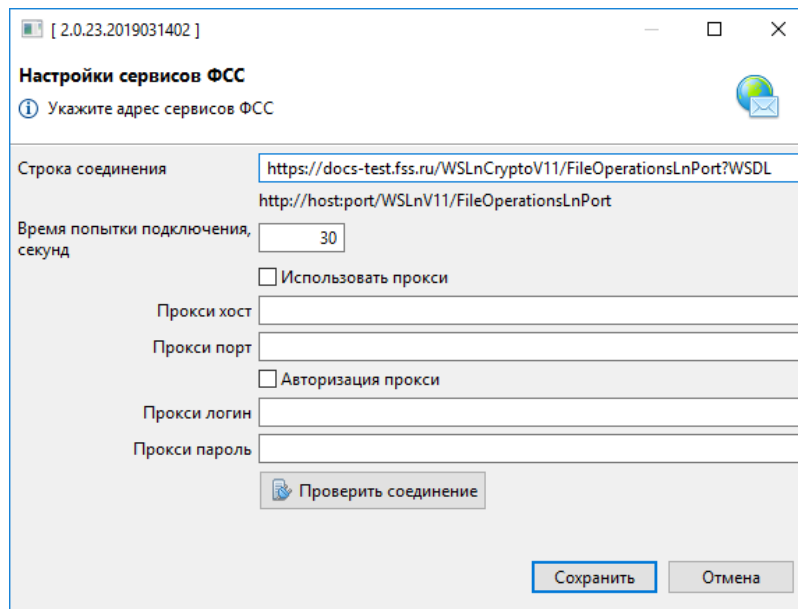 [ 2.0.23.2019031402 ]
Настройки сервисов ФСС
Укажите адрес сервисов ФСС
Строка соединения
https://docs-test.fss.ru/WSLnCryptoV11/FileOperationsLnPort?WSDL
http://host:port/WSLnV11/FileOperationsLnPort
Время попытки подключения,
секунд
30
Использовать прокси
Прокси хост
Прокси порт
Авторизация прокси
Прокси логин
Прокси пароль
Проверить соединение
Сохранить
Отмена